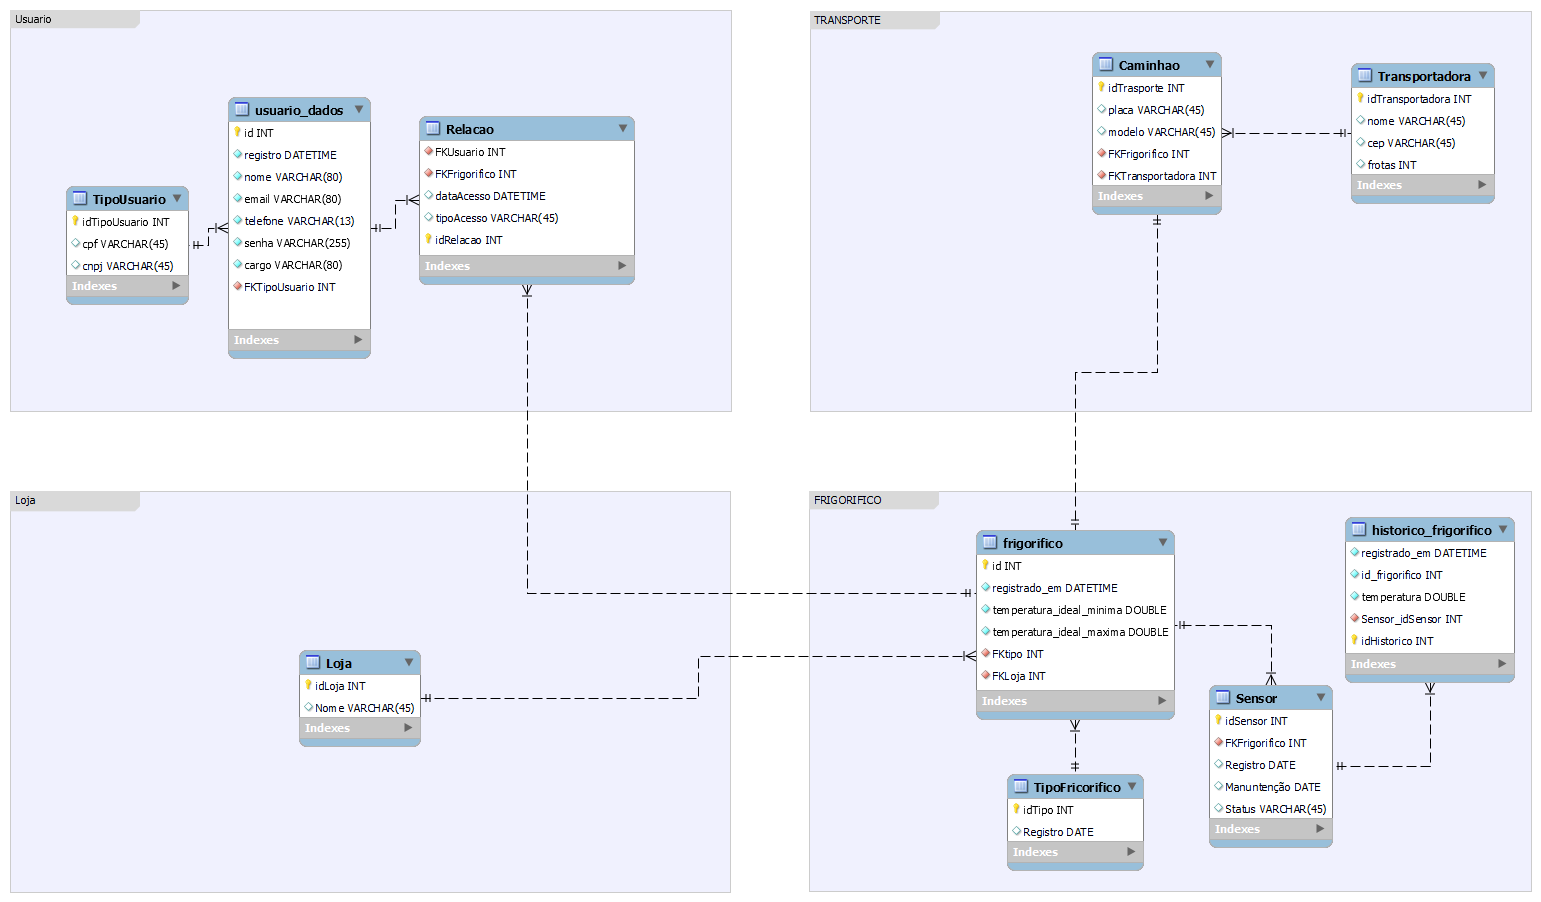 Usuario
TipoUsuario
idTipoUsuario INT
cpf VARCHAR(45)
cnpj VARCHAR(45)
Indexes
usuario_dados
id INT
registro DATETIME
nome VARCHAR(80)
email VARCHAR(80)
telefone VARCHAR(13)
senha VARCHAR(255)
cargo VARCHAR(80)
FKTipoUsuario INT
Indexes
Relacao
FKUsuario INT
FKFrigorifico INT
dataAcesso DATETIME
tipoAcesso VARCHAR(45)
idRelacao INT
Indexes
TRANSPORTE
Caminhao
idTrasporte INT
placa VARCHAR(45)
modelo VARCHAR(45)
FKFrigorifico INT
FKTransportadora INT
Indexes
Transportadora
idTransportadora INT
nome VARCHAR(45)
cep VARCHAR(45)
frotas INT
Indexes
Loja
Loja
idLoja INT
Nome VARCHAR(45)
Indexes
FRIGORIFICO
frigorifico
id INT
registrado_em DATETIME
temperatura_ideal_minima DOUBLE
temperatura_ideal_maxima DOUBLE
FKtipo INT
FKLoja INT
Indexes
TipoFricorifico
idTipo INT
Registro DATE
Indexes
Sensor
idSensor INT
FKFrigorifico INT
Registro DATE
Manuntenção DATE
Status VARCHAR(45)
Indexes
historico_frigorifico
registrado_em DATETIME
id_frigorifico INT
temperatura DOUBLE
Sensor_idSensor INT
idHistorico INT
Indexes